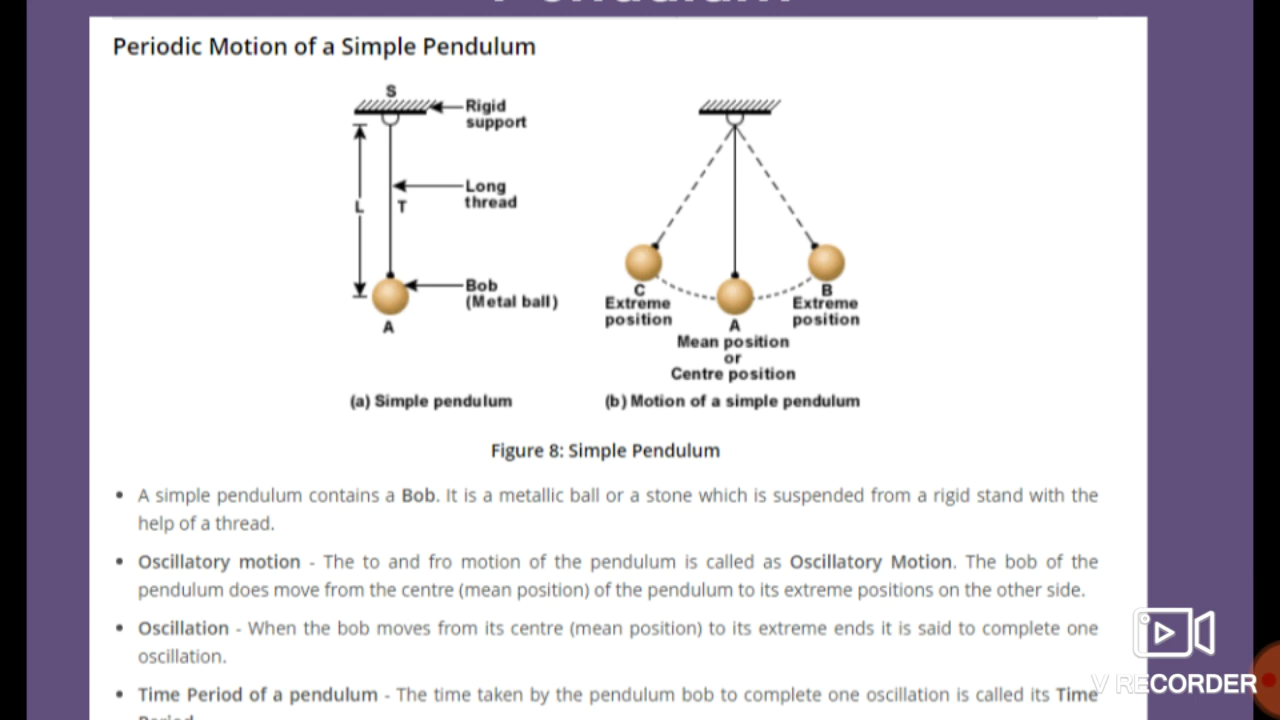 Pendulum
Periodic Motion of a Simple Pendulum
S
Rigid
support
Long
thread
L
T
Bob
(Metal ball)
A
C
Extreme
position
B
Extreme
position
A
Mean position
or
Centre position
(a) Simple pendulum
(b) Motion of a simple pendulum
Figure 8: Simple Pendulum
• A simple pendulum contains a Bob. It is a metallic ball or a stone which is suspended from a rigid stand with the
help of a thread.
• Oscillatory motion - The to and fro motion of the pendulum is called as Oscillatory Motion. The bob of the
pendulum does move from the centre (mean position) of the pendulum to its extreme positions on the other side.
• Oscillation - When the bob moves from its centre (mean position) to its extreme ends it is said to complete one
oscillation.
• Time Period of a pendulum - The time taken by the pendulum bob to complete one oscillation is called its Time
Period
V RECORDER